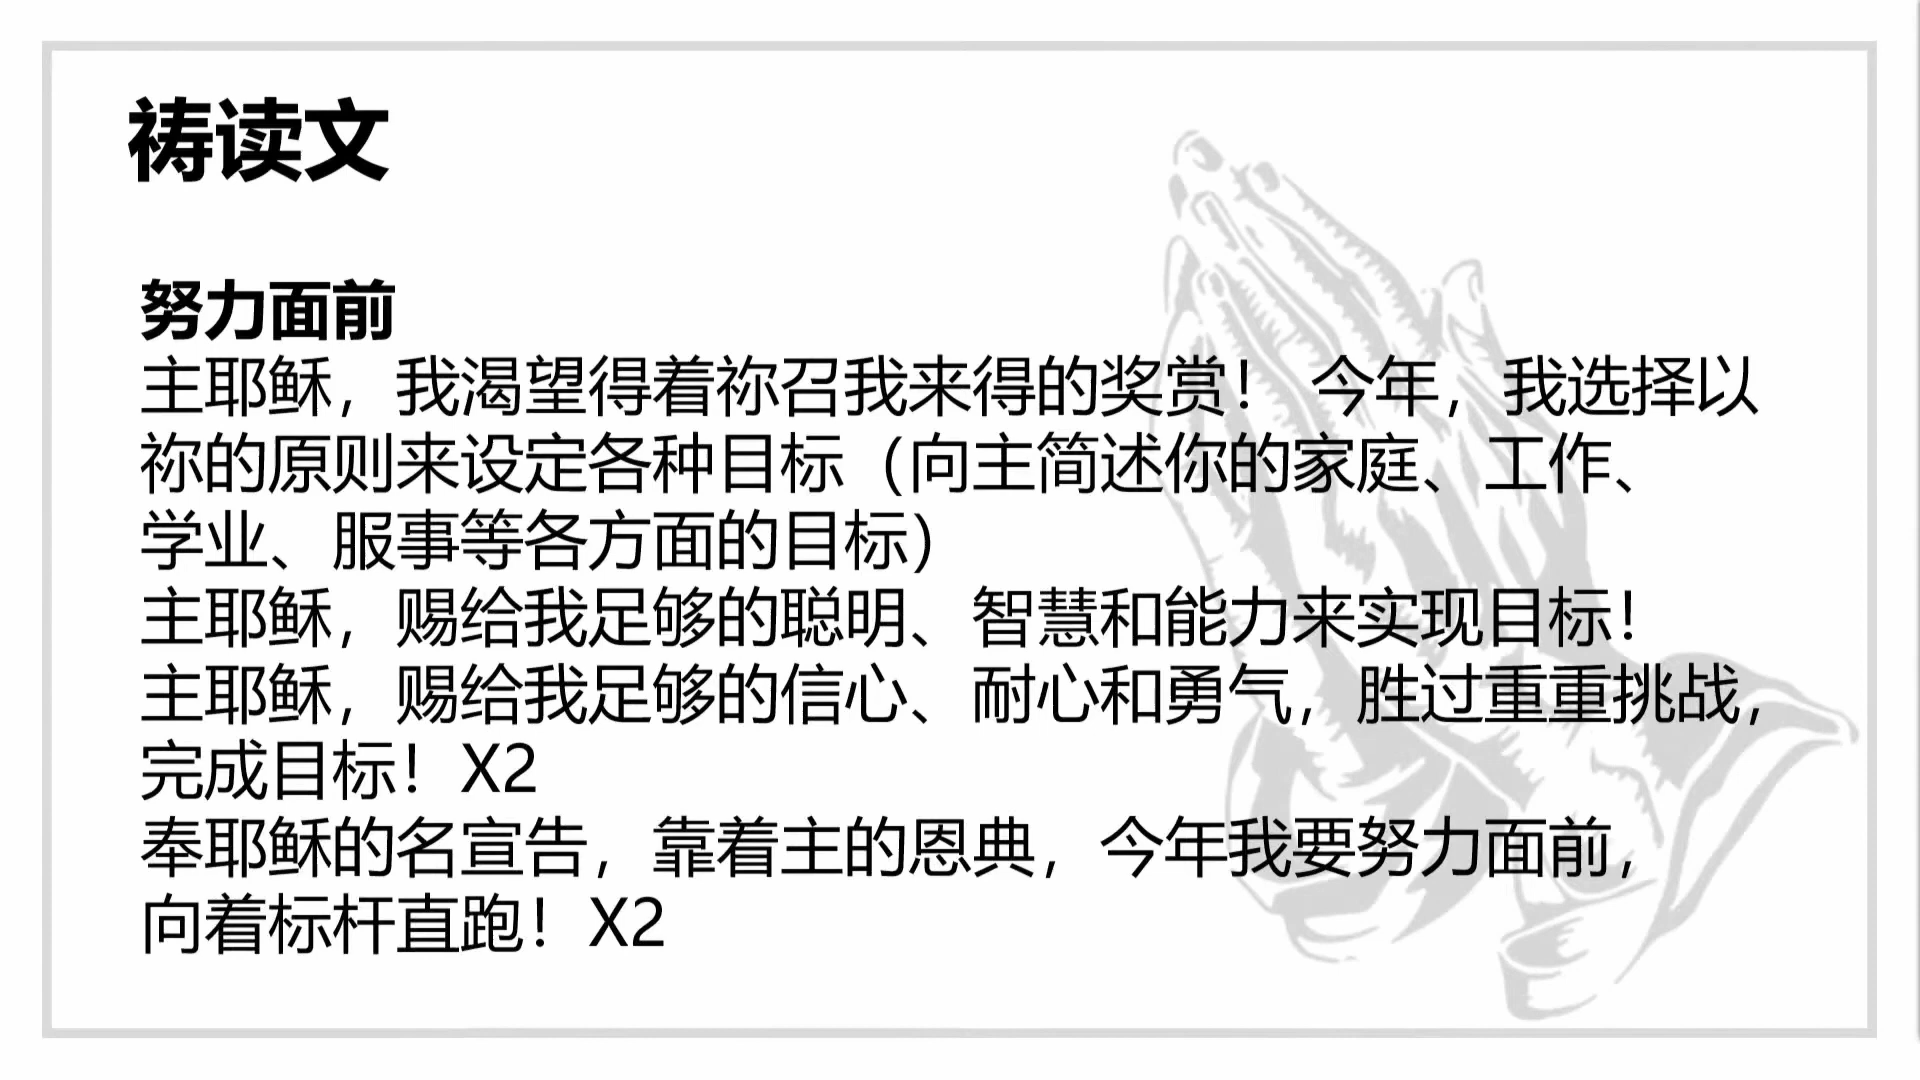 祷读文
努力面前
主耶稣，我渴望得着祢召我来得的奖赏！ 今年，我选择以
祢的原则来设定各种目标（向主简述你的家庭、工作、
学业、服事等各方面的目标）
主耶稣，赐给我足够的聪明、智慧和能力来实现目标！
主耶稣，赐给我足够的信心、耐心和勇气，胜过重重挑战，
完成目标！X2
奉耶稣的名宣告，靠着主的恩典，今年我要努力面前，
向着标杆直跑！X2